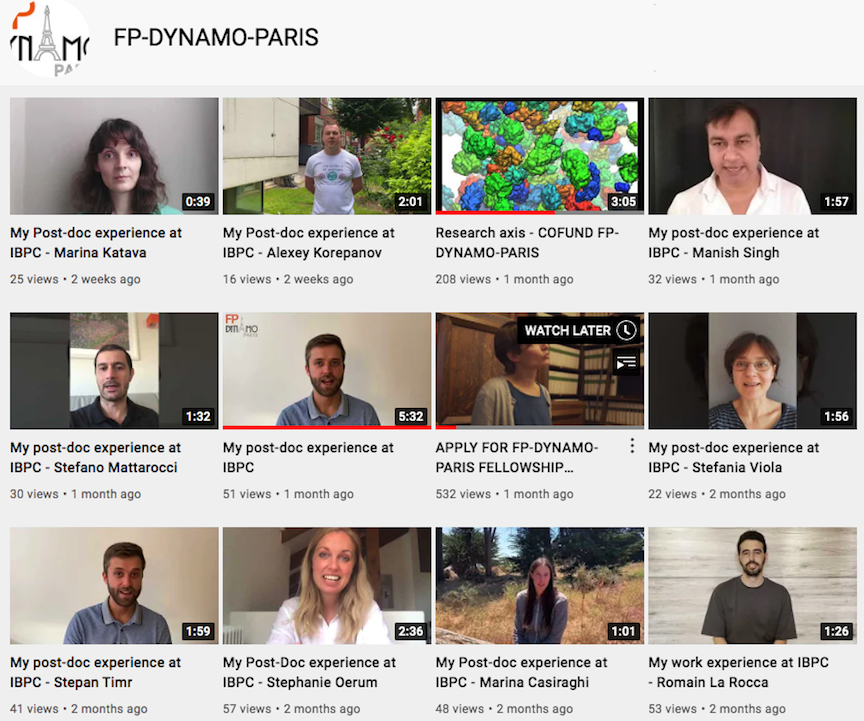 YNAMO
PA
FP-DYNAMO-PARIS
0:39
2:01
3:05
1:57
My Post-doc experience at
IBPC - Marina Katava
25 views • 2 weeks ago
My Post-doc experience at
IBPC - Alexey Korepanov
16 views • 2 weeks ago
Research axis - COFUND FP-
DYNAMO-PARIS
208 views • 1 month ago
My post-doc experience at
IBPC - Manish Singh
32 views • 1 month ago
1:32
FP
DYNAMO
PARIS
5:32
WATCH LATER
1:56
My post-doc experience at
IBPC - Stefano Mattarocci
30 views • 1 month ago
My post-doc experience at
IBPC
51 views • 1 month ago
APPLY FOR FP-DYNAMO-
PARIS FELLOWSHIP...
532 views • 1 month ago
My post-doc experience at
IBPC - Stefania Viola
22 views • 2 months ago
1:59
2:36
1:01
1:26
My post-doc experience at
IBPC - Stepan Timr
41 views • 2 months ago
My Post-Doc experience at
IBPC - Stephanie Oerum
57 views • 2 months ago
My Post-doc experience at
IBPC - Marina Casiraghi
48 views • 2 months ago
My work experience at IBPC
- Romain La Rocca
53 views • 2 months ago